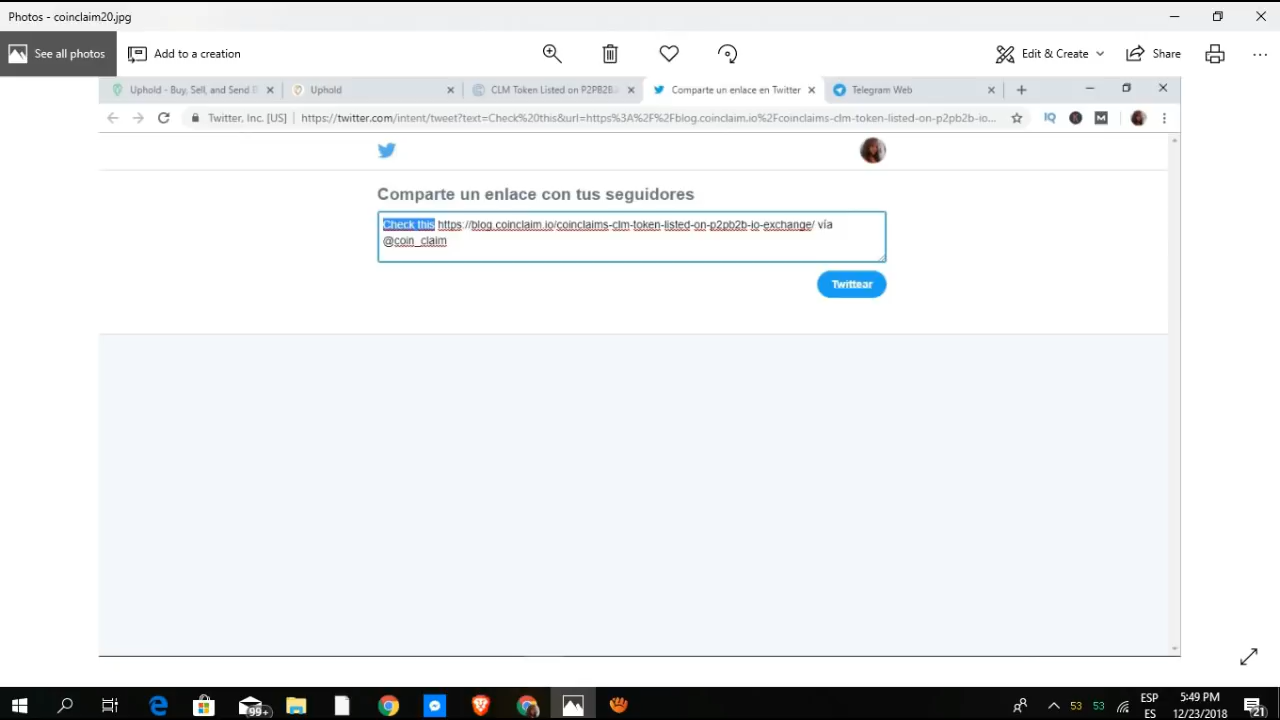 Photos - coinclaim20.jpg
See all photos
Add to a creation
Edit & Create
Share
Uphold - Buy, Sell, and Send B
Uphold
CLM Token Listed on P2PB2B.
Comparte un enlace en Twitter
Telegram Web
Twitter, Inc. [US]
https://twitter.com/intent/tweet?text=Check%20this&url=https%3A%2F%2Fblog.coinclaim.io%2Fcoinclaims-clm-token-listed-on-p2pb2b-io...
IQ
M
Comparte un enlace con tus seguidores
Check this https://blog.coinclaim.io/coinclaims-clm-token-listed-on-p2pb2b-io-exchange/ vía
@coin_claim
Twittear
99+
53
53
ESP
ES
5:49 PM
12/23/2018
21